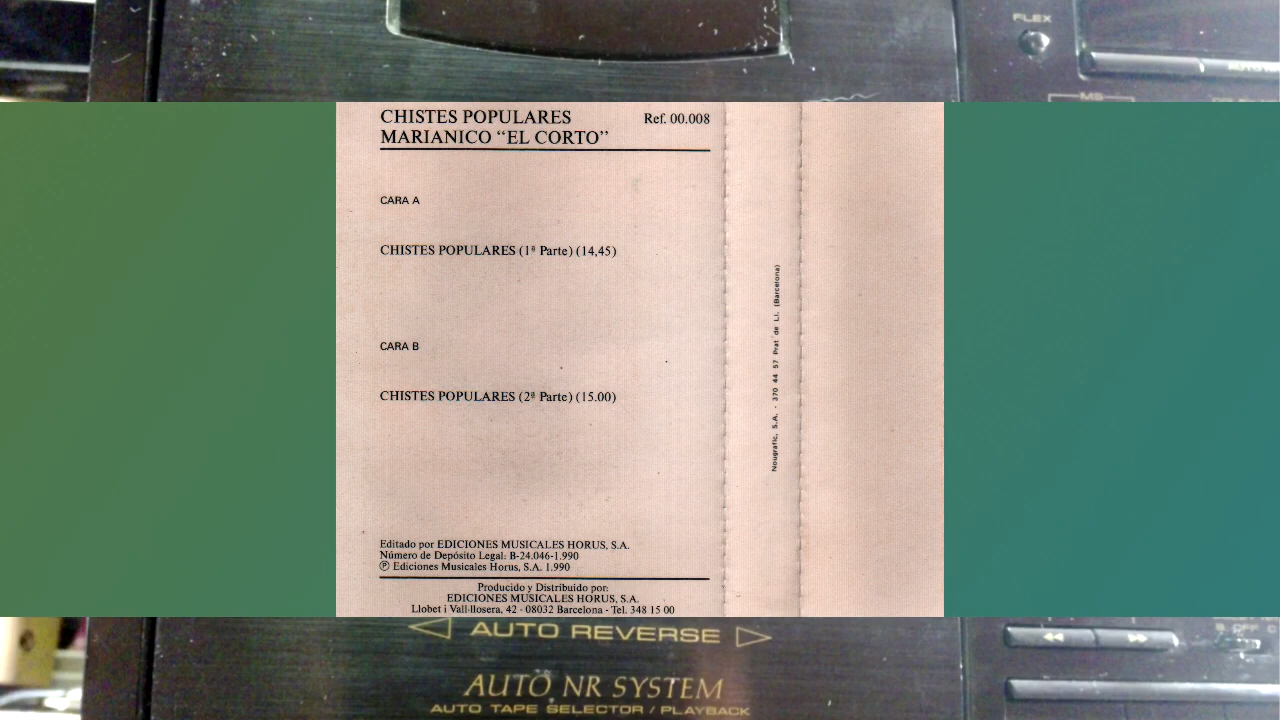 FLEX
MS
CHISTES POPULARES
MARIANICO “EL CORTO”
Ref. 00.008
CARA A
CHISTES POPULARES (1ª Parte) (14,45)
CARA B
CHISTES POPULARES (2ª Parte) (15.00)
Editado por EDICIONES MUSICALES HORUS, S.A.
Número de Depósito Legal: B-24.046-1.990
Ⓟ Ediciones Musicales Horus, S.A. 1.990
Producido y Distribuido por:
EDICIONES MUSICALES HORUS, S.A.
Llobet i Vall-llosera, 42 - 08032 Barcelona - Tel. 348 15 00
Nougrafic, S.A. - 370 44 57 Prat de Ll. (Barcelona)
AUTO REVERSE
AUTO NR SYSTEM
AUTO TAPE SELECTOR / PLAYBACK
OFF